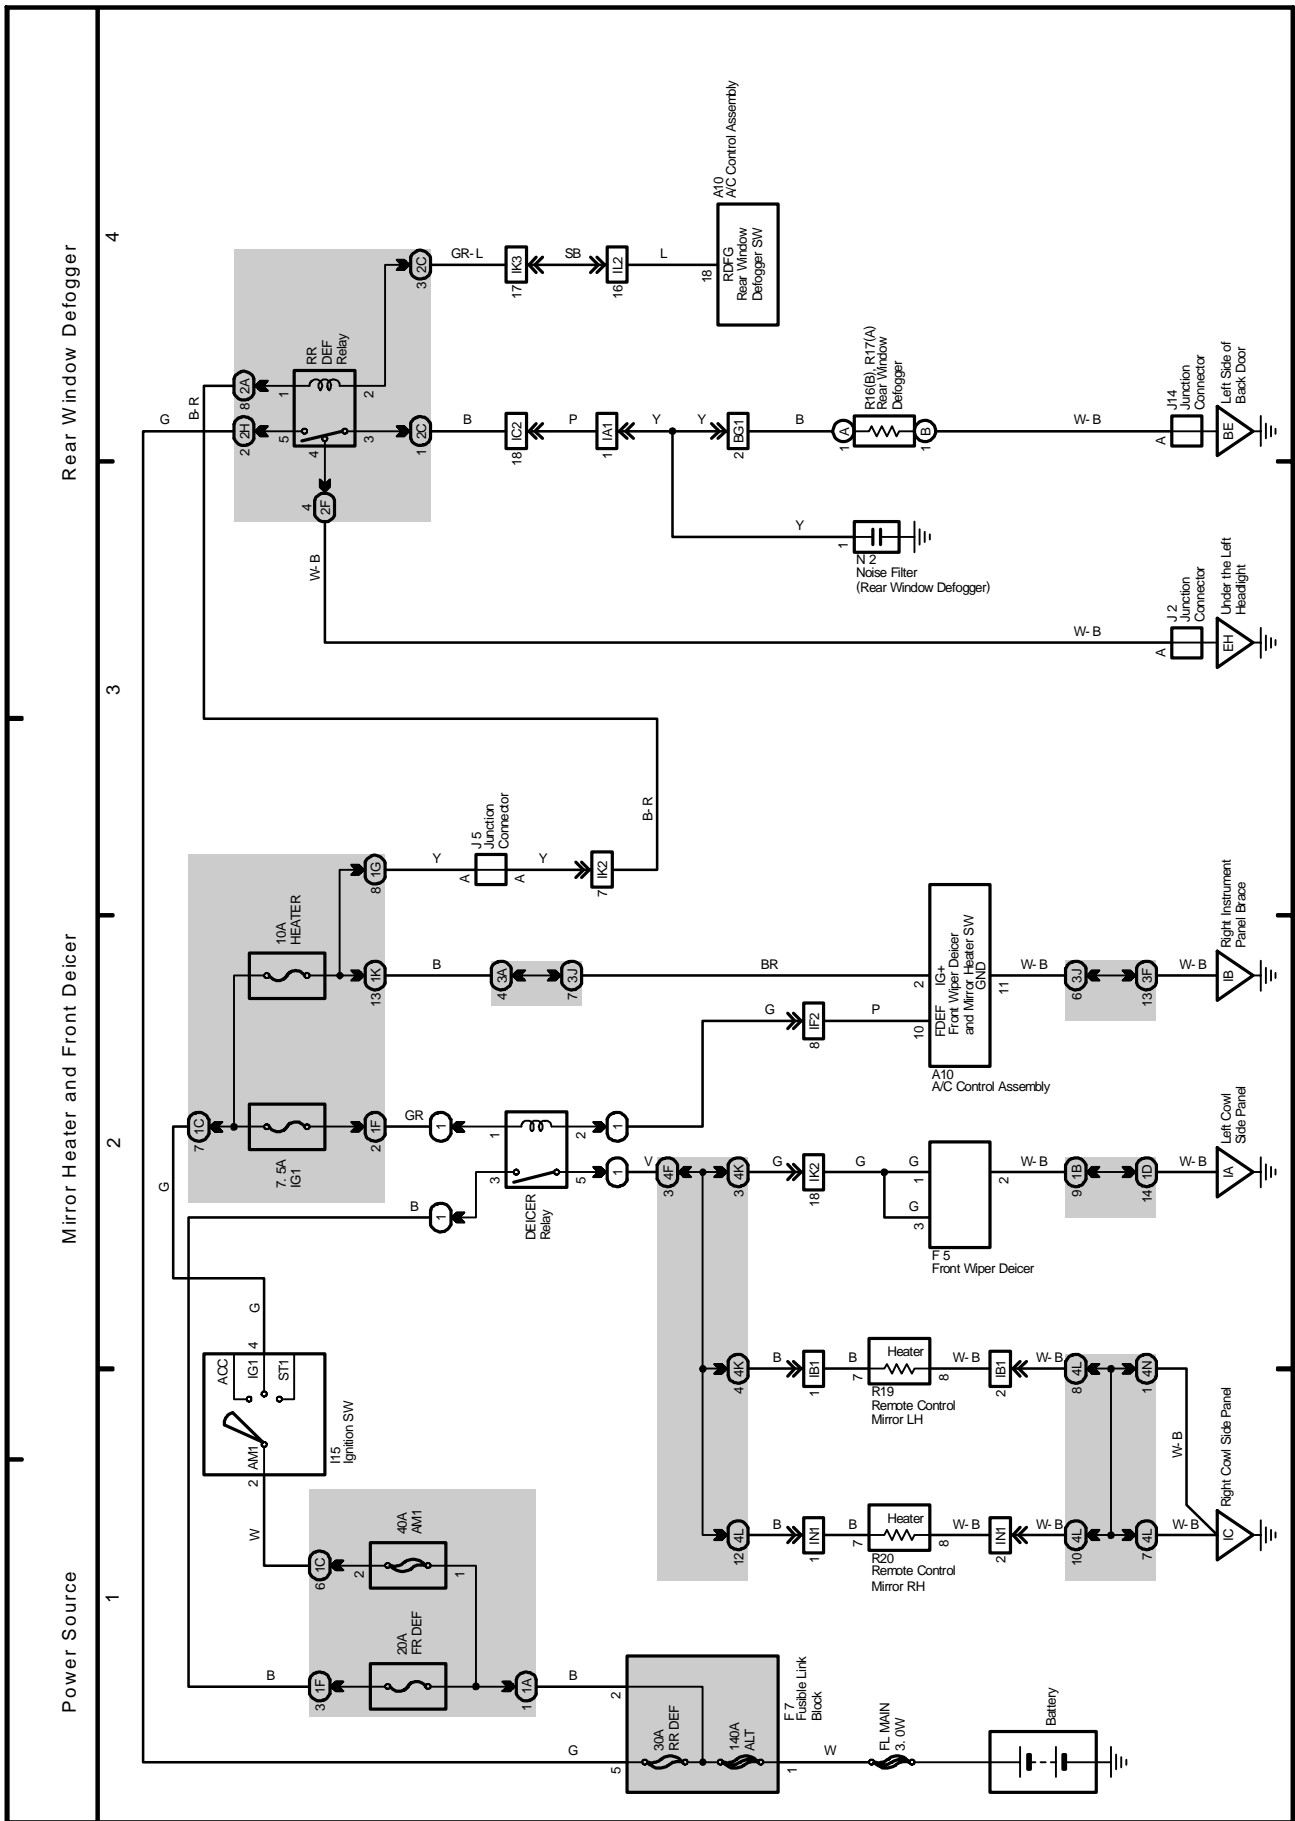 Power Source
Mirror Heater and Front Deicer
Rear Window Defogger
1
2
3
4
G
5
30A
RR DEF
140A
ALT
2
1
F 7
Fusible Link
Block
W
FL MAIN
3. 0W
Battery
B
1
1A
20A
FR DEF
3
1F
B
40A
AM1
1
2
6
1C
W
2
AM1
ACC
IG1
ST1
4
I15
Ignition SW
G
G
7
1C
7. 5A
IG1
10A
HEATER
2
1F
13
1K
8
1G
GR
1
B
1
1
2
3
5
DEICER
Relay
1
1
V
3
4F
3
4K
4
4K
12
4L
G
18
IK2
G
G
1
G
3
F 5
Front Wiper Deicer
2
W- B
9
1B
14
1D
W- B
IA
Left Cowl
Side Panel
B
1
IB1
B
7
Heater
R19
Remote Control
Mirror LH
8
W- B
2
IB1
W- B
8
4L
1
4N
W- B
B
1
IN1
B
7
Heater
R20
Remote Control
Mirror RH
8
W- B
2
IN1
W- B
10
4L
7
4L
W- B
IC
Right Cowl Side Panel
B
4
3A
7
3J
BR
G
8
IF2
P
2
10
IG+
FDEF
Front Wiper Deicer
and Mirror Heater SW
GND
11
A10
A/C Control Assembly
W- B
6
3J
13
3F
W- B
IB
Right Instrument
Panel Brace
Y
A
J 5
Junction
Connector
A
Y
7
IK2
B- R
B- R
G
2
2H
8
2A
RR
DEF
Relay
5
1
4
3
2
4
2F
1
2C
3
2C
W- B
W- B
A
J 2
Junction
Connector
EH
Under the Left
Headlight
B
18
IC2
P
1
IA1
Y
Y
2
BG1
B
1
A
R16(B), R17(A)
Rear Window
Defogger
1
B
W- B
A
J14
Junction
Connector
BE
Left Side of
Back Door
Y
1
N 2
Noise Filter
(Rear Window Defogger)
GR- L
17
IK3
SB
16
IL2
L
18
RDFG
Rear Window
Defogger SW
A10
A/C Control Assembly